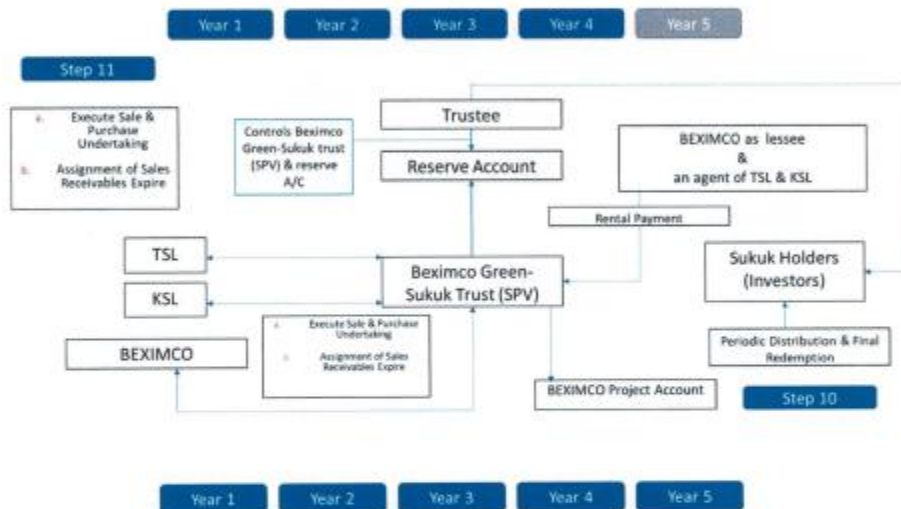 Year 1 Year 2 Year 3 Year 4 Year 5
Step 11
a. Execute Sale &
Purchase
Undertaking
b. Assignment of Sales
Receivables Expire
Controls Beximco
Green-Sukuk trust
(SPV) & reserve
A/C
Trustee
Reserve Account
BEXIMCO as lessee
&
an agent of TSL & KSL
Rental Payment
TSL
KSL
BEXIMCO
Beximco Green-
Sukuk Trust (SPV)
Sukuk Holders
(Investors)
a. Execute Sale & Purchase
Undertaking
b. Assignment of Sales
Receivables Expire
Periodic Distribution & Final
Redemption
BEXIMCO Project Account
Step 10
Year 1 Year 2 Year 3 Year 4 Year 5